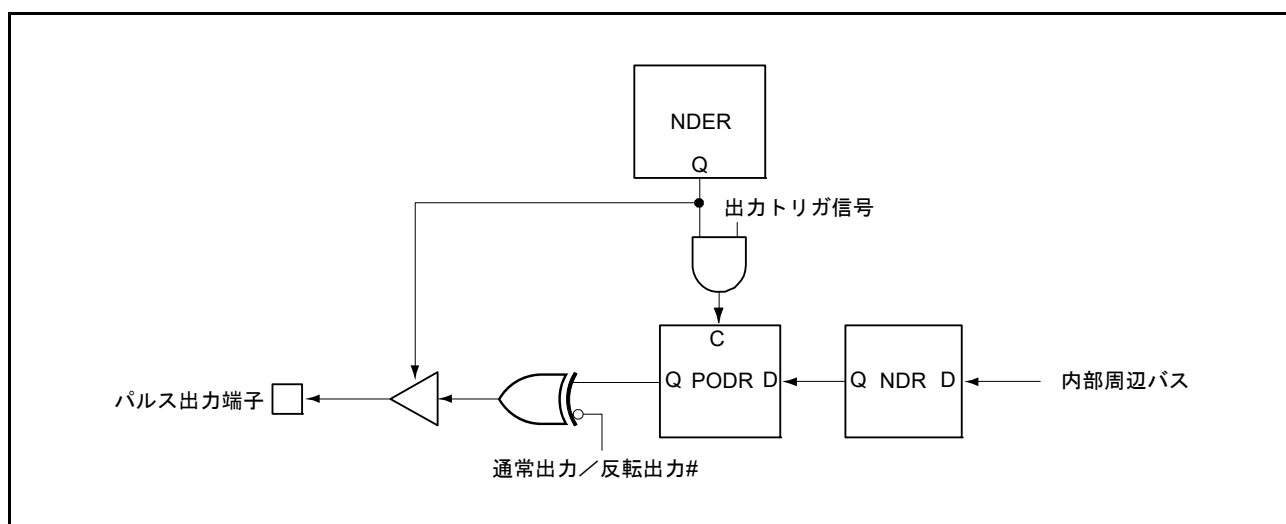 NDER
Q
出力トリガ信号
C
Q PODR D
Q NDR D
内部周辺バス
パルス出力端子
通常出力／反転出力#